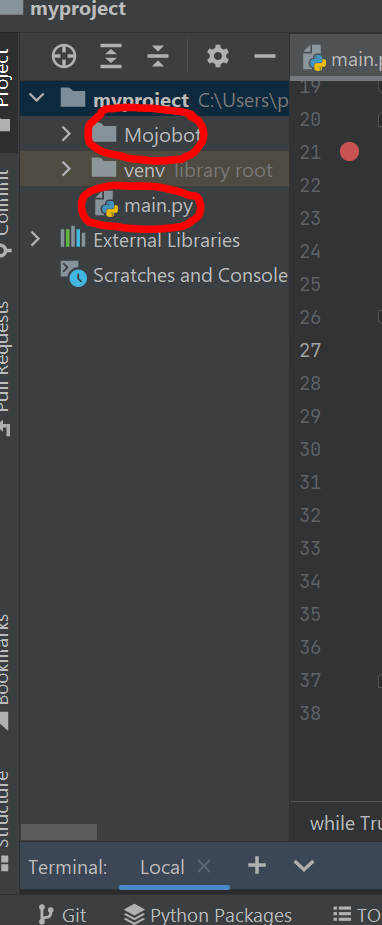 myproject
Project
Commit
Pull Requests
Bookmarks
Structure
myproject C:\Users\p
Mojobot
venv library root
main.py
External Libraries
Scratches and Console
main.p
19
20
21
22
23
24
25
26
27
28
29
30
31
32
33
34
35
36
37
38
while Tru
Terminal: Local
Git Python Packages TO